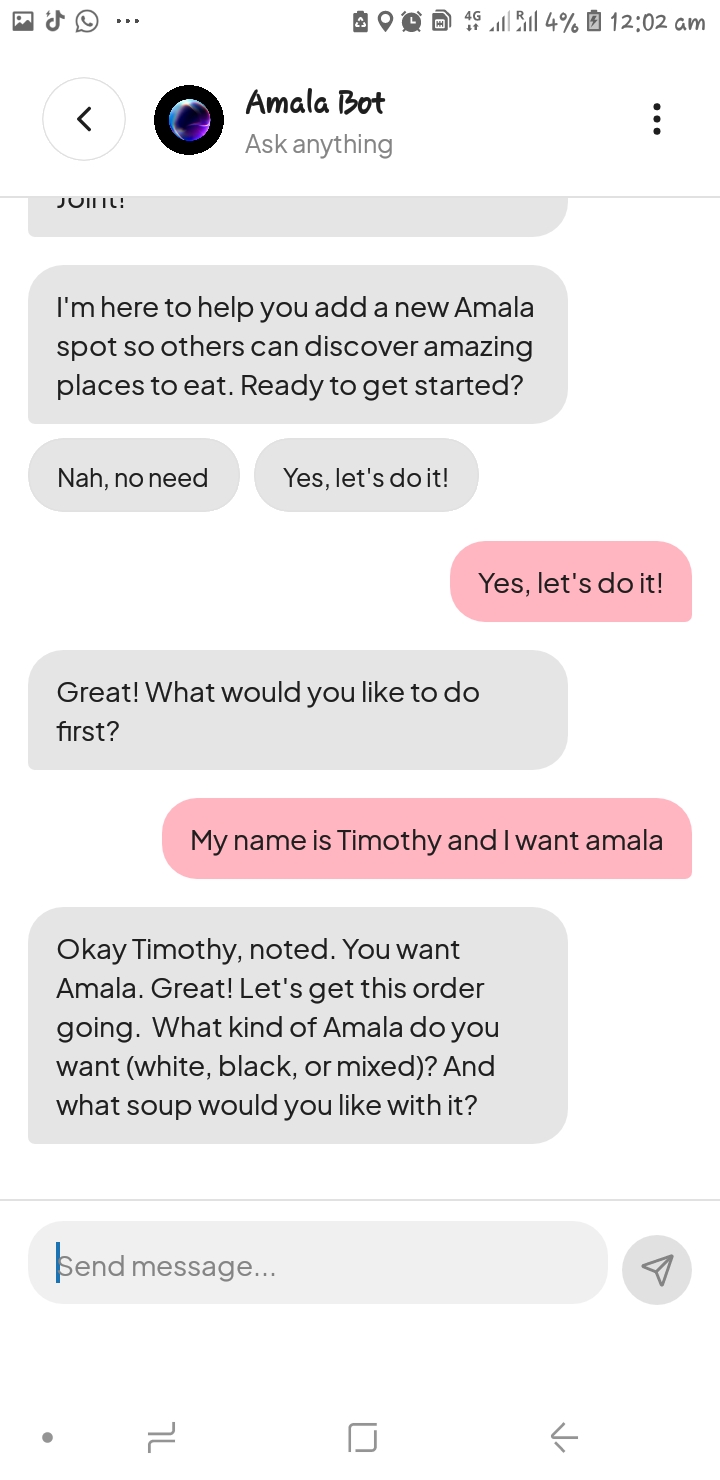 4G R 4% 12:02 am
Amala Bot
Ask anything
Joint!
I'm here to help you add a new Amala
spot so others can discover amazing
places to eat. Ready to get started?
Nah, no need
Yes, let's do it!
Yes, let's do it!
Great! What would you like to do
first?
My name is Timothy and I want amala
Okay Timothy, noted. You want
Amala. Great! Let's get this order
going.  What kind of Amala do you
want (white, black, or mixed)? And
what soup would you like with it?
Send message...